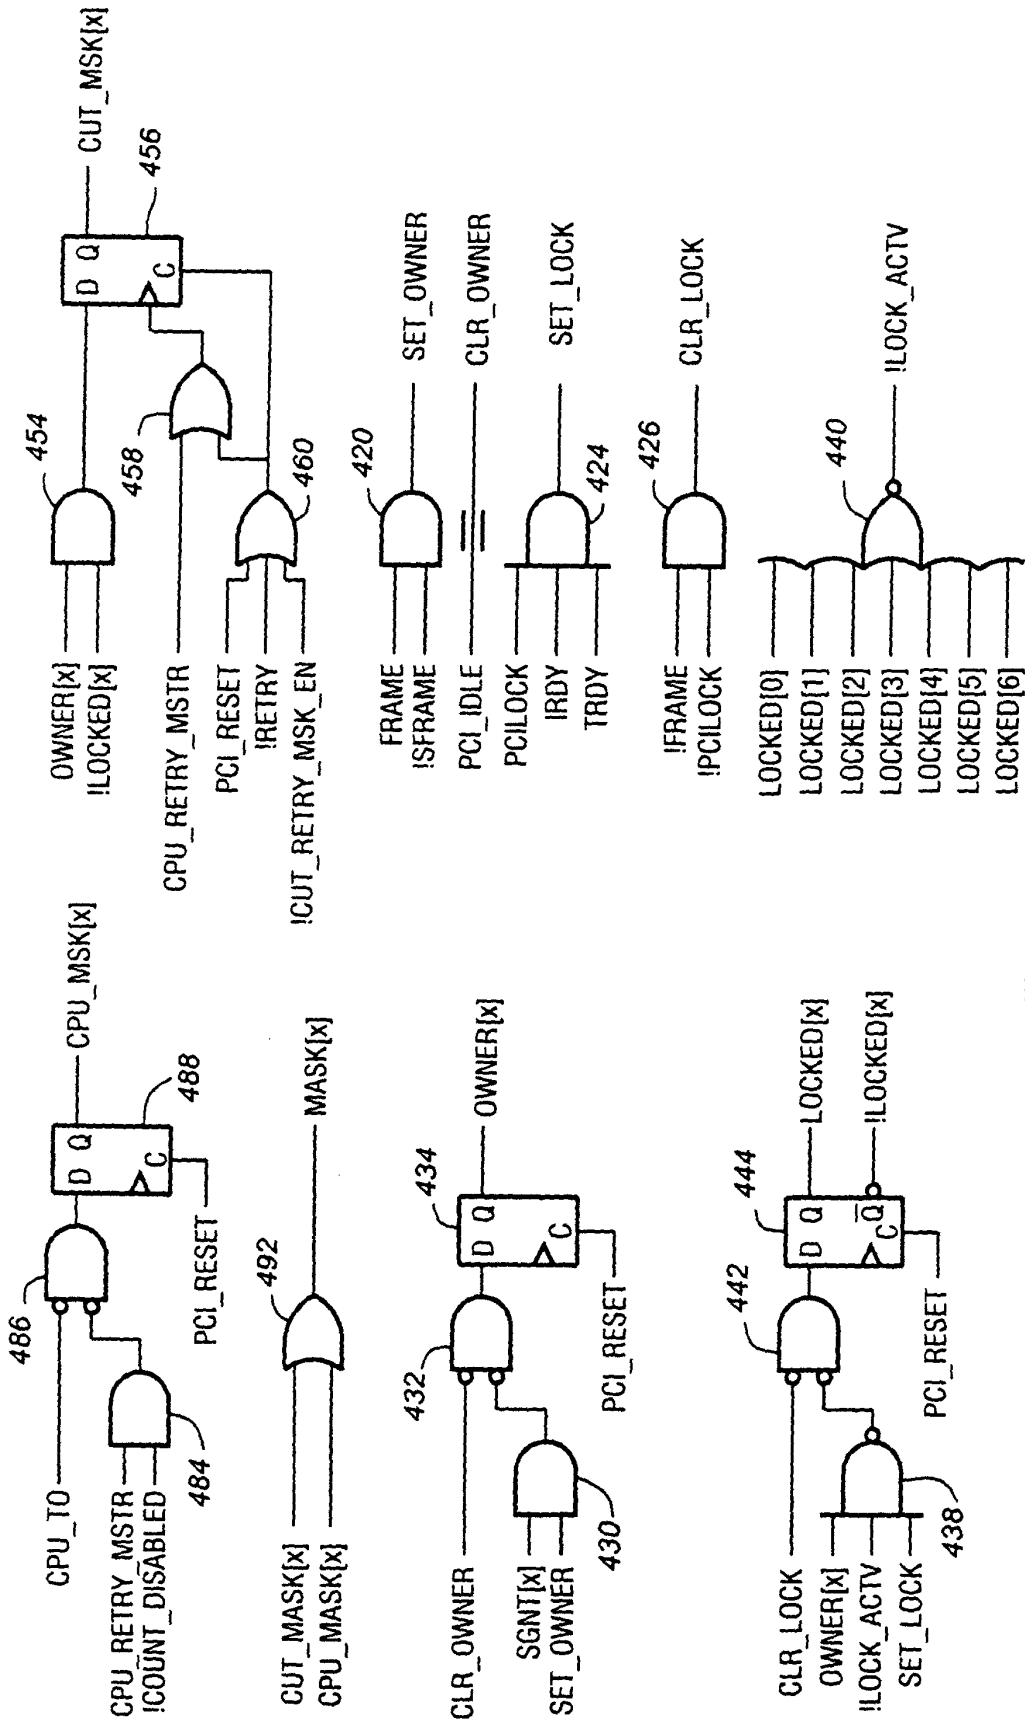 CPU_TO
CPU_RETRY_MSTR
!COUNT_DISABLED
484
486
PCI_RESET
D Q
C
488
CPU_MSK[x]
CUT_MASK[x]
CPU_MASK[x]
492
MASK[x]
CLR_OWNER
SGNT[x]
SET_OWNER
430
432
434
D Q
C
PCI_RESET
OWNER[x]
CLR_LOCK
OWNER[x]
!LOCK_ACTV
SET_LOCK
438
442
444
D Q
Q
C
PCI_RESET
LOCKED[x]
!LOCKED[x]
OWNER[x]
!LOCKED[x]
454
CPU_RETRY_MSTR
458
PCI_RESET
!RETRY
!CUT_RETRY_MSK_EN
460
D Q
C
456
CUT_MSK[x]
FRAME
!SFRAME
420
SET_OWNER
PCI_IDLE
CLR_OWNER
PCILOCK
IRDY
TRDY
424
SET_LOCK
!FRAME
!PCILOCK
426
CLR_LOCK
LOCKED[0]
LOCKED[1]
LOCKED[2]
LOCKED[3]
LOCKED[4]
LOCKED[5]
LOCKED[6]
440
!LOCK_ACTV